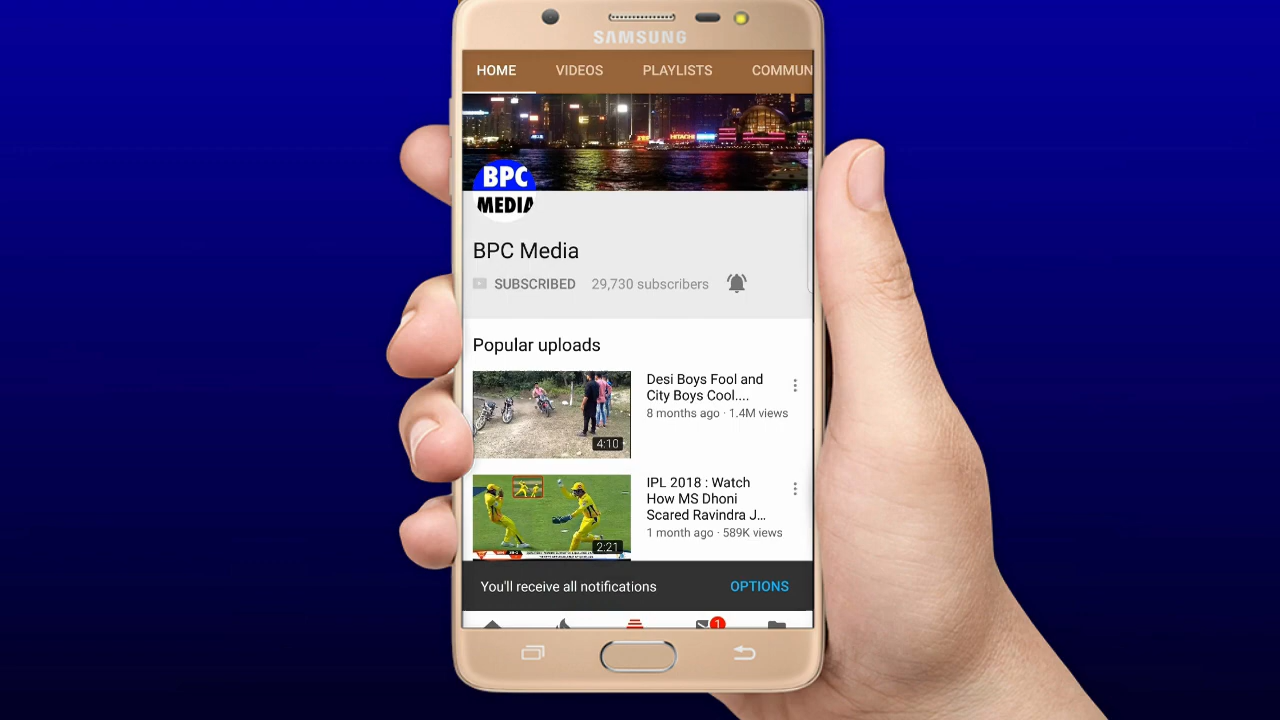 SAMSUNG
HOME VIDEOS PLAYLISTS COMMUN
HITACHI
BPC
MEDIA
BPC Media
SUBSCRIBED 29,730 subscribers
Popular uploads
Desi Boys Fool and
City Boys Cool....
8 months ago · 1.4M views
4:10
IPL 2018 : Watch
How MS Dhoni
Scared Ravindra J...
1 month ago · 589K views
2:21
You'll receive all notifications OPTIONS
1